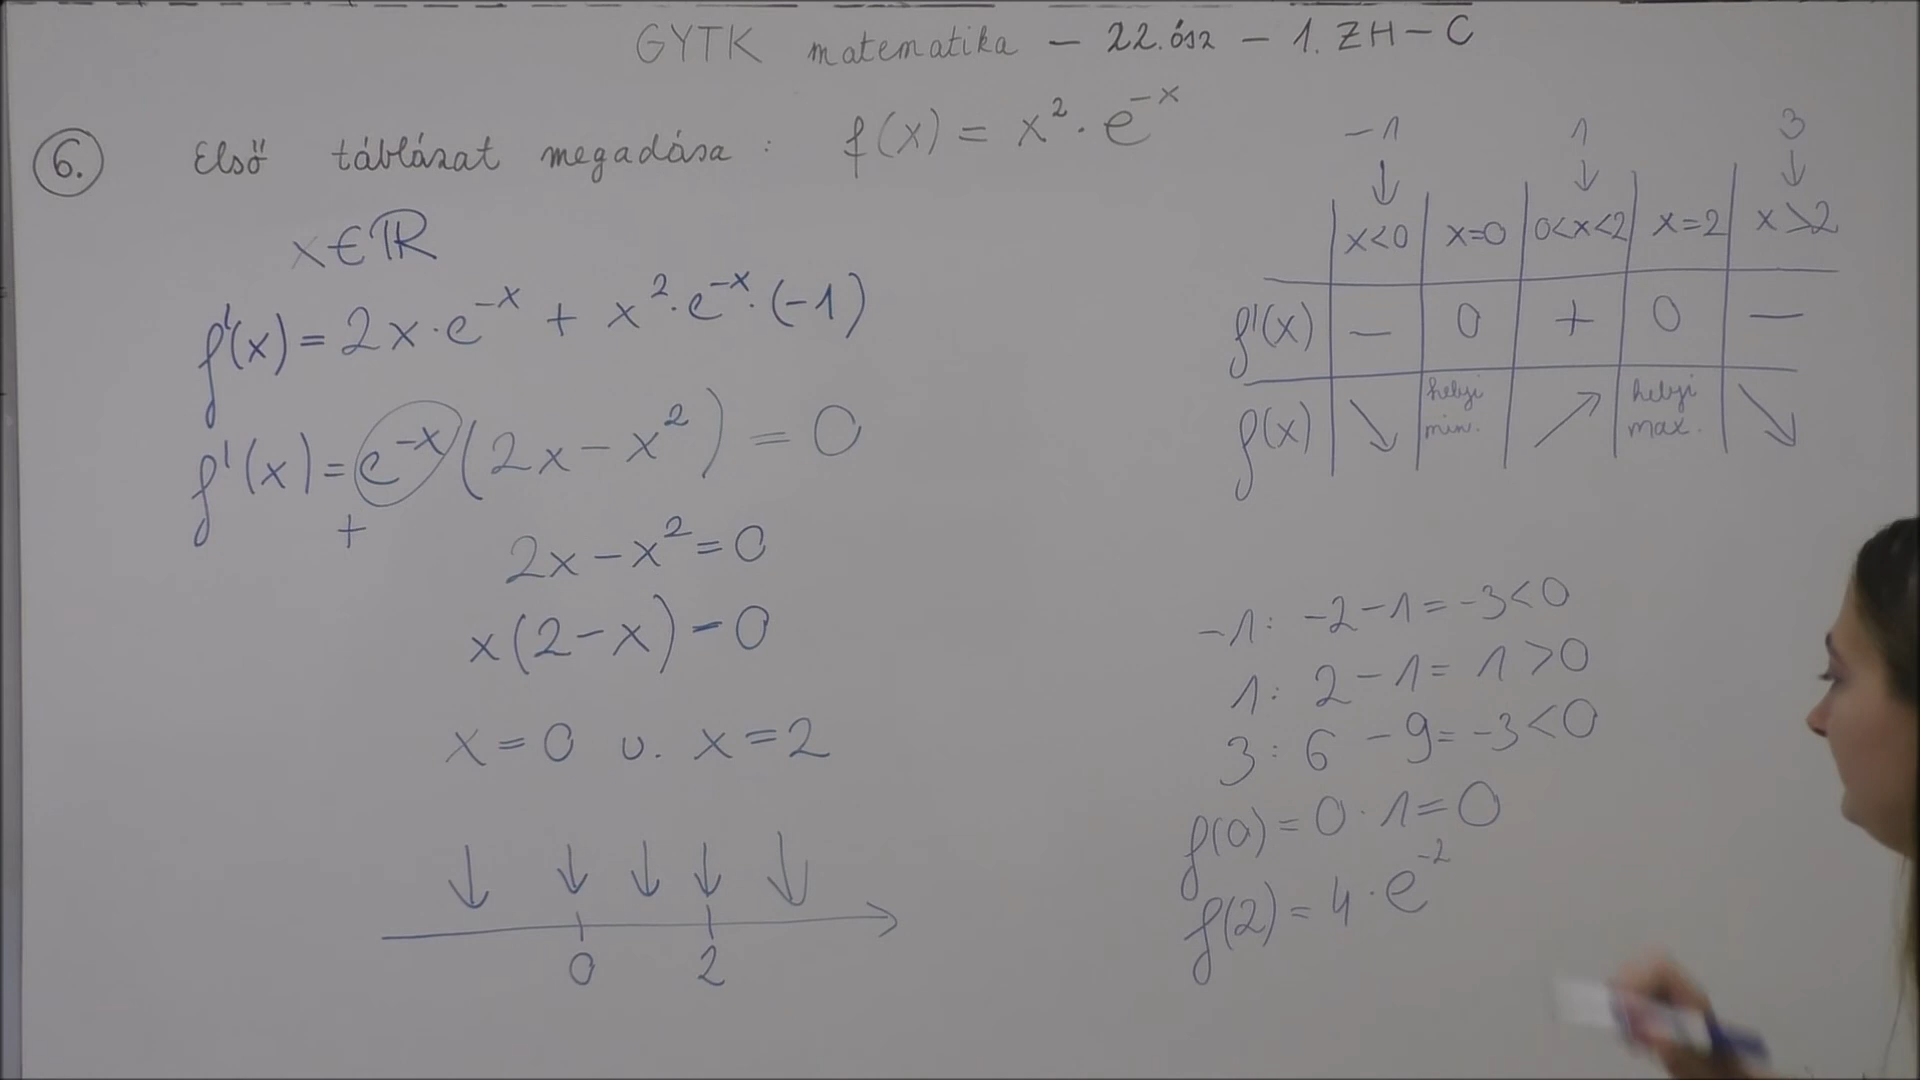 GYTK matematika – 22. ősz – 1. ZH – C
6. Első táblázat megadása : f(x) = x² · e^-x
x ∈ ℝ
f'(x) = 2x · e^-x + x² · e^-x · (-1)
f'(x) = e^-x (2x - x²) = 0
+
2x - x² = 0
x(2 - x) - 0
x = 0 v. x = 2
↓ ↓ ↓ ↓ ↓
0 2
-1 1 3
↓ ↓ ↓
x<0 x=0 0<x<2 x=2 x>2
f'(x) — 0 + 0 —
f(x) ↘ helyi min. ↗ helyi max. ↘
-1: -2 - 1 = -3 < 0
1: 2 - 1 = 1 > 0
3: 6 - 9 = -3 < 0
f(0) = 0 · 1 = 0
f(2) = 4 · e^-2